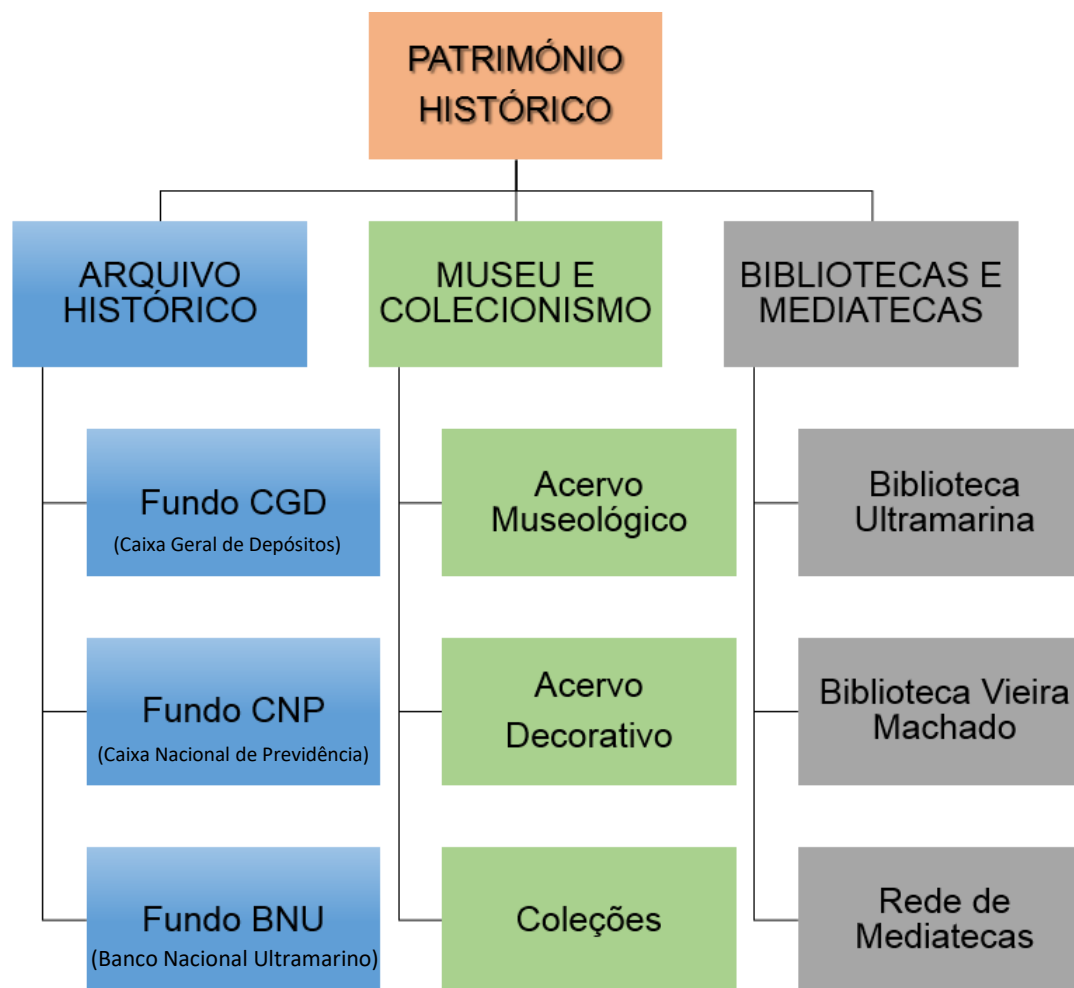 PATRIMÓNIO
HISTÓRICO
ARQUIVO
HISTÓRICO
MUSEU E
COLECIONISMO
BIBLIOTECAS E
MEDIATECAS
Fundo CGD
(Caixa Geral de Depósitos)
Acervo
Museológico
Biblioteca
Ultramarina
Fundo CNP
(Caixa Nacional de Previdência)
Acervo
Decorativo
Biblioteca Vieira
Machado
Fundo BNU
(Banco Nacional Ultramarino)
Coleções
Rede de
Mediatecas